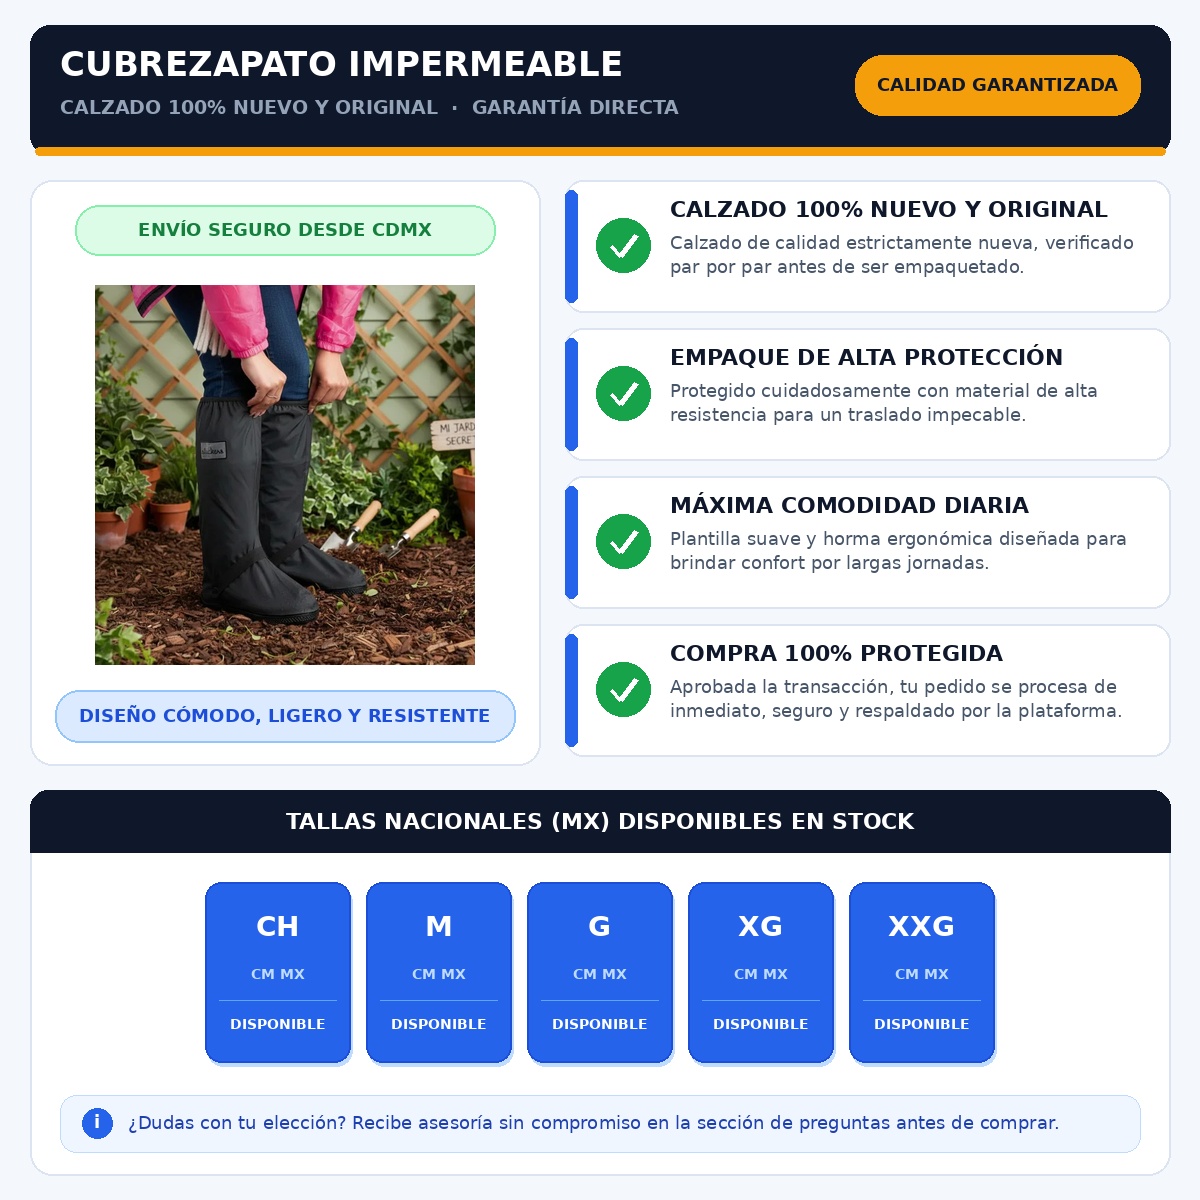 CUBREZAPATO IMPERMEABLE
CALZADO 100% NUEVO Y ORIGINAL · GARANTÍA DIRECTA
CALIDAD GARANTIZADA
ENVÍO SEGURO DESDE CDMX
MI JARD
SECRET
DISEÑO CÓMODO, LIGERO Y RESISTENTE
CALZADO 100% NUEVO Y ORIGINAL
Calzado de calidad estrictamente nueva, verificado
par por par antes de ser empaquetado.
EMPAQUE DE ALTA PROTECCIÓN
Protegido cuidadosamente con material de alta
resistencia para un traslado impecable.
MÁXIMA COMODIDAD DIARIA
Plantilla suave y horma ergonómica diseñada para
brindar confort por largas jornadas.
COMPRA 100% PROTEGIDA
Aprobada la transacción, tu pedido se procesa de
inmediato, seguro y respaldado por la plataforma.
TALLAS NACIONALES (MX) DISPONIBLES EN STOCK
CH
CM MX
DISPONIBLE
M
CM MX
DISPONIBLE
G
CM MX
DISPONIBLE
XG
CM MX
DISPONIBLE
XXG
CM MX
DISPONIBLE
i
¿Dudas con tu elección? Recibe asesoría sin compromiso en la sección de preguntas antes de comprar.